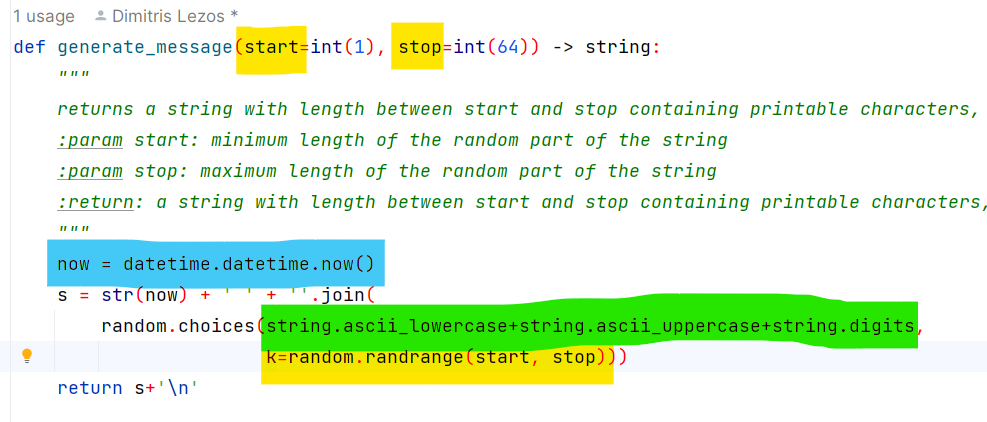 1 usage Dimitris Lezos *
def generate_message(start=int(1), stop=int(64)) -> string:
"""
returns a string with length between start and stop containing printable characters,
:param start: minimum length of the random part of the string
:param stop: maximum length of the random part of the string
:return: a string with length between start and stop containing printable characters,
"""
now = datetime.datetime.now()
s = str(now) + ' ' + ''.join(
random.choices(string.ascii_lowercase+string.ascii_uppercase+string.digits,
k=random.randrange(start, stop)))
return s+'\n'